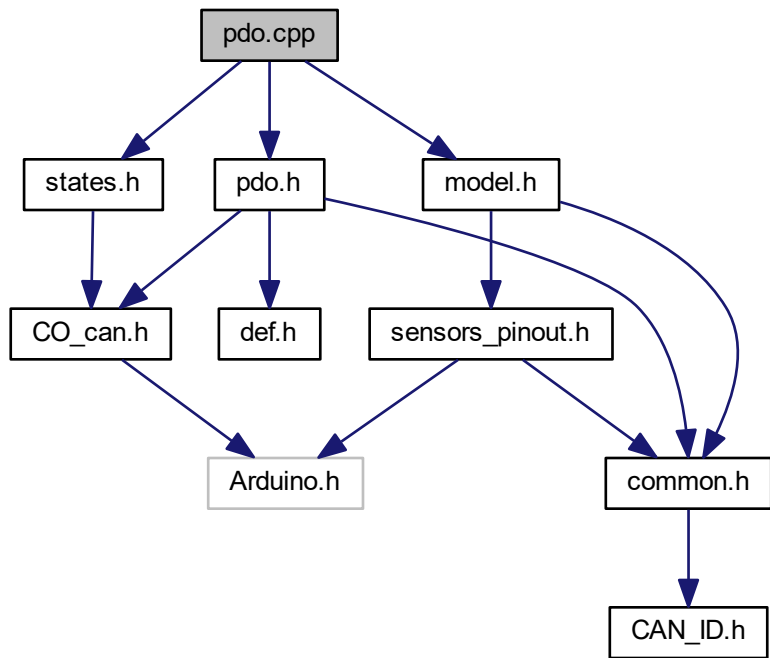 pdo.cpp
states.h
pdo.h
model.h
CO_can.h
def.h
sensors_pinout.h
Arduino.h
common.h
CAN_ID.h